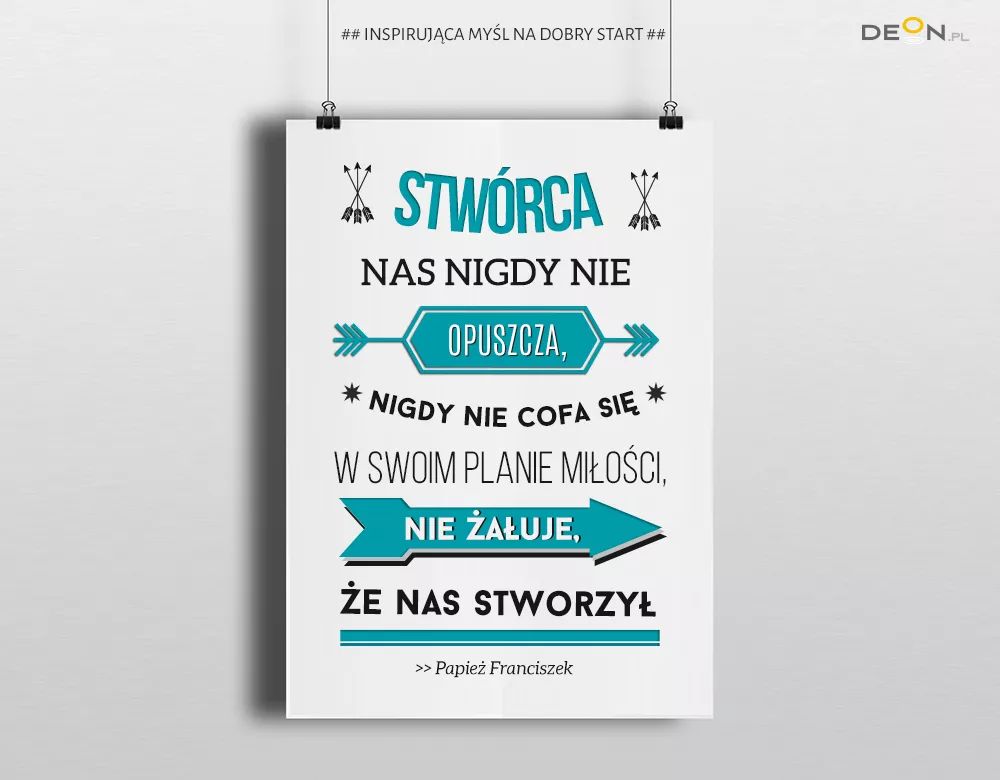 ## INSPIRUJĄCA MYŚL NA DOBRY START ##
DEON.PL
STWÓRCA
NAS NIGDY NIE
OPUSZCZA,
NIGDY NIE COFA SIĘ
W SWOIM PLANIE MIŁOŚCI,
NIE ŻAŁUJE,
ŻE NAS STWORZYŁ
>> Papież Franciszek